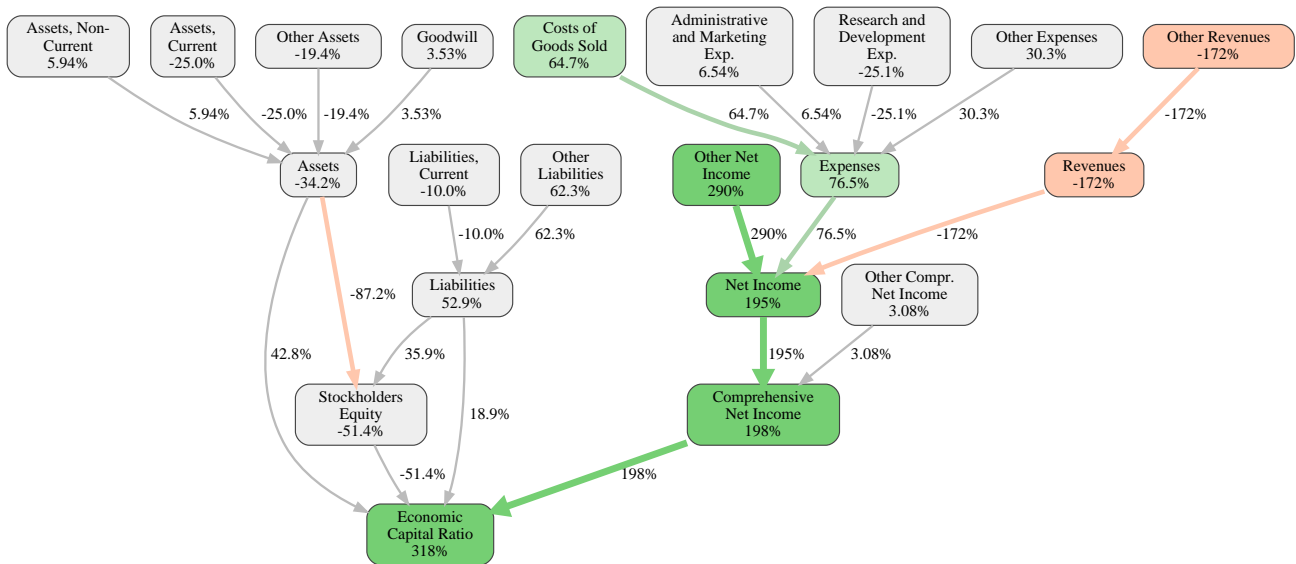 Assets, Non-
Current
5.94%
Assets,
Current
-25.0%
Other Assets
-19.4%
Goodwill
3.53%
Costs of
Goods Sold
64.7%
Administrative
and Marketing
Exp.
6.54%
Research and
Development
Exp.
-25.1%
Other Expenses
30.3%
Other Revenues
-172%
5.94%
-25.0%
-19.4%
3.53%
64.7%
6.54%
-25.1%
30.3%
-172%
Assets
-34.2%
Liabilities,
Current
-10.0%
Other
Liabilities
62.3%
Other Net
Income
290%
Expenses
76.5%
Revenues
-172%
-10.0%
62.3%
290%
76.5%
-172%
Liabilities
52.9%
Net Income
195%
Other Compr.
Net Income
3.08%
-87.2%
42.8%
35.9%
195%
3.08%
Stockholders
Equity
-51.4%
18.9%
Comprehensive
Net Income
198%
-51.4%
198%
Economic
Capital Ratio
318%